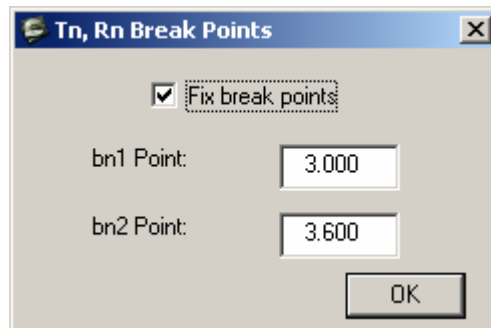 Tn, Rn Break Points
Fix break points
bn1 Point: 3.000
bn2 Point: 3.600
OK